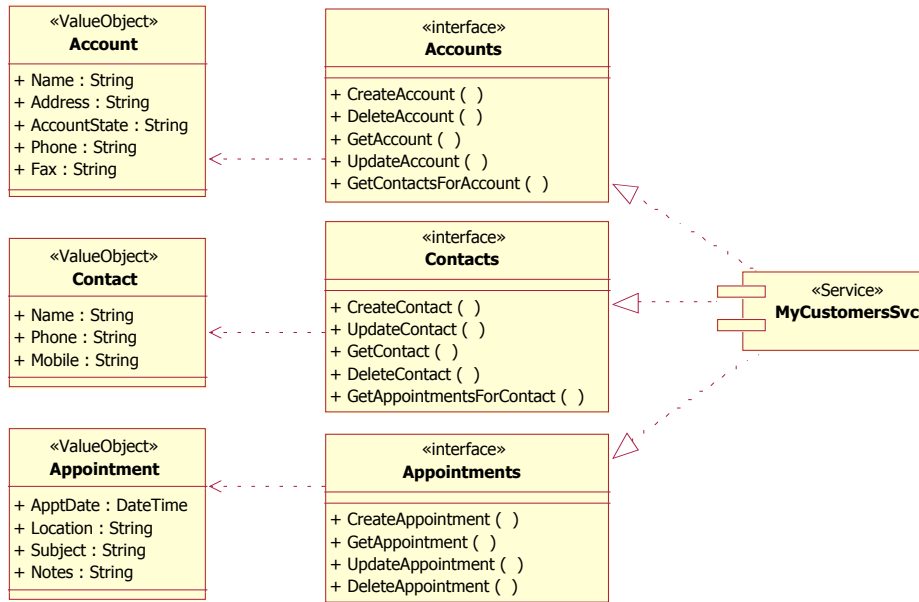 «ValueObject»
Account
+ Name : String
+ Address : String
+ AccountState : String
+ Phone : String
+ Fax : String
«interface»
Accounts
+ CreateAccount ( )
+ DeleteAccount ( )
+ GetAccount ( )
+ UpdateAccount ( )
+ GetContactsForAccount ( )
«ValueObject»
Contact
+ Name : String
+ Phone : String
+ Mobile : String
«interface»
Contacts
+ CreateContact ( )
+ UpdateContact ( )
+ GetContact ( )
+ DeleteContact ( )
+ GetAppointmentsForContact ( )
«Service»
MyCustomersSvc
«ValueObject»
Appointment
+ ApptDate : DateTime
+ Location : String
+ Subject : String
+ Notes : String
«interface»
Appointments
+ CreateAppointment ( )
+ GetAppointment ( )
+ UpdateAppointment ( )
+ DeleteAppointment ( )